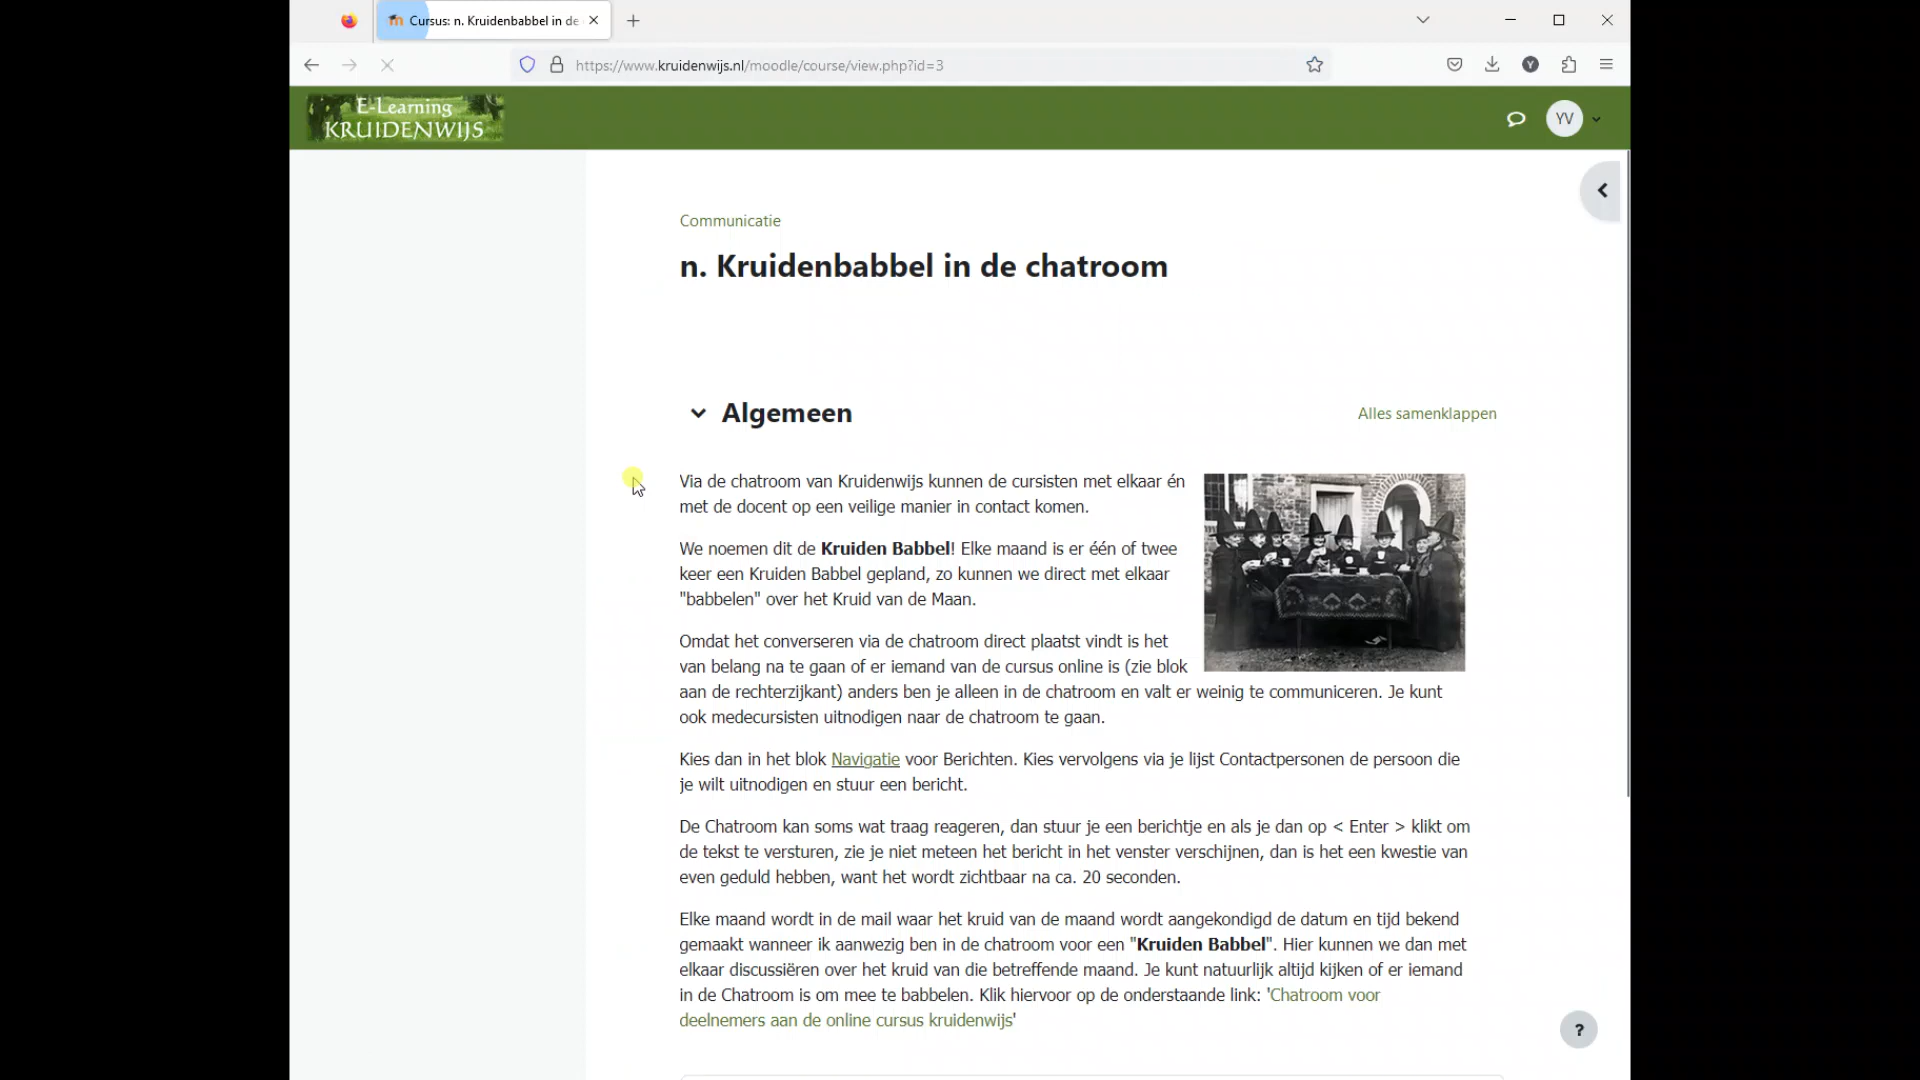 Cursus: n. Kruidenbabbel in de
https://www.kruidenwijs.nl/moodle/course/view.php?id=3
Y
E-Learning
KRUIDENWIJS
YV
Communicatie
n. Kruidenbabbel in de chatroom
Algemeen
Alles samenklappen
Via de chatroom van Kruidenwijs kunnen de cursisten met elkaar én
met de docent op een veilige manier in contact komen.
We noemen dit de Kruiden Babbel! Elke maand is er één of twee
keer een Kruiden Babbel gepland, zo kunnen we direct met elkaar
"babbelen" over het Kruid van de Maan.
Omdat het converseren via de chatroom direct plaatst vindt is het
van belang na te gaan of er iemand van de cursus online is (zie blok
aan de rechterzijkant) anders ben je alleen in de chatroom en valt er weinig te communiceren. Je kunt
ook medecursisten uitnodigen naar de chatroom te gaan.
Kies dan in het blok Navigatie voor Berichten. Kies vervolgens via je lijst Contactpersonen de persoon die
je wilt uitnodigen en stuur een bericht.
De Chatroom kan soms wat traag reageren, dan stuur je een berichtje en als je dan op < Enter > klikt om
de tekst te versturen, zie je niet meteen het bericht in het venster verschijnen, dan is het een kwestie van
even geduld hebben, want het wordt zichtbaar na ca. 20 seconden.
Elke maand wordt in de mail waar het kruid van de maand wordt aangekondigd de datum en tijd bekend
gemaakt wanneer ik aanwezig ben in de chatroom voor een "Kruiden Babbel". Hier kunnen we dan met
elkaar discussiëren over het kruid van die betreffende maand. Je kunt natuurlijk altijd kijken of er iemand
in de Chatroom is om mee te babbelen. Klik hiervoor op de onderstaande link: 'Chatroom voor
deelnemers aan de online cursus kruidenwijs'
?